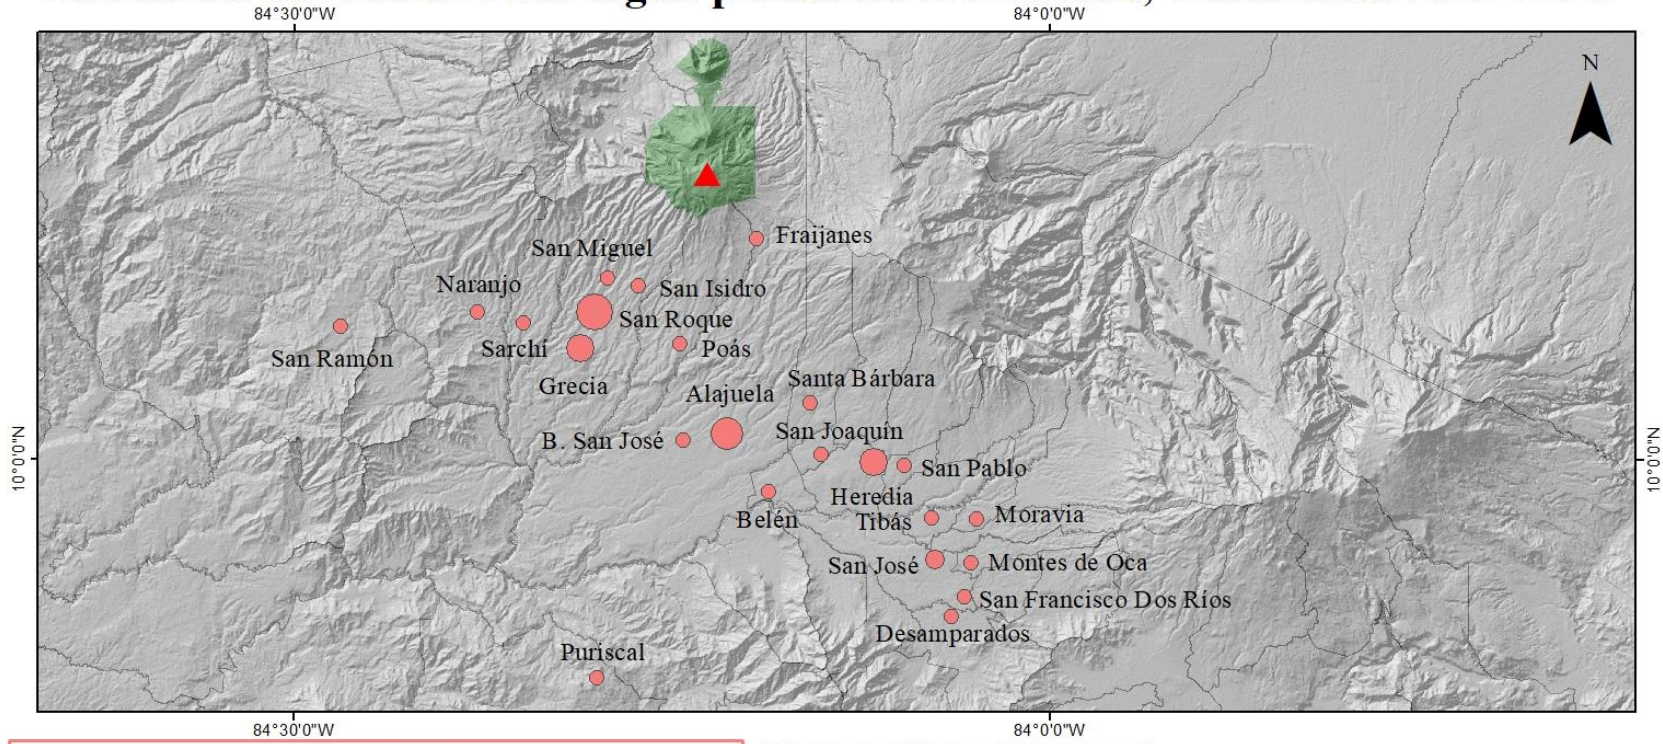 84°30'0"W 84°0'0"W
N
Fraijanes
San Miguel
Naranjo
San Isidro
San Roque
Sarchí
Poás
San Ramón
Grecia
Santa Bárbara
Alajuela
San Joaquín
B. San José
10°0'0"N
10°0'0"N
San Pablo
Heredia
Belén
Tibás
Moravia
San José
Montes de Oca
San Francisco Dos Ríos
Desamparados
Puriscal
84°30'0"W 84°0'0"W